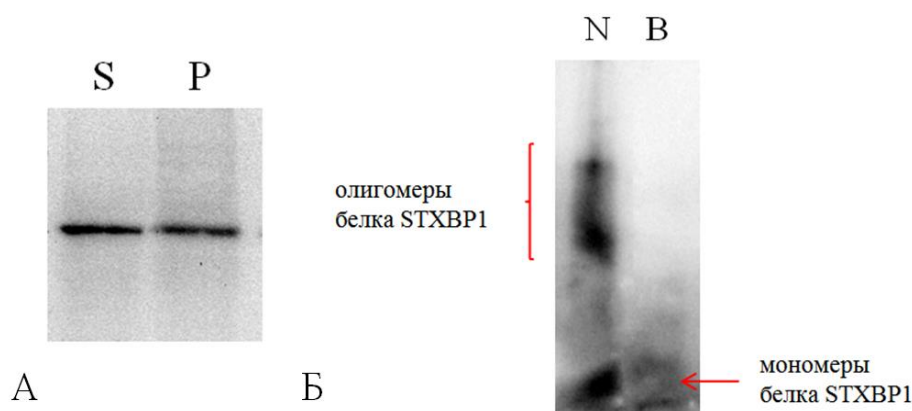 N B
S P
олигомеры
белка STXBP1
мономеры
белка STXBP1
А Б